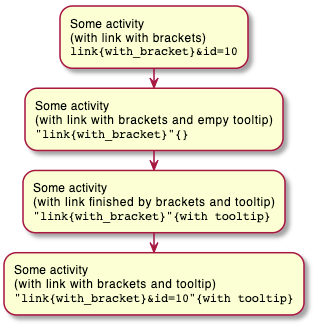 Some activity
(with link with brackets)
link{with_bracket}&id=10
Some activity
(with link with brackets and empy tooltip)
"link{with_bracket}"{}
Some activity
(with link finished by brackets and tooltip)
"link{with_bracket}"{with tooltip}
Some activity
(with link with brackets and tooltip)
"link{with_bracket}&id=10"{with tooltip}